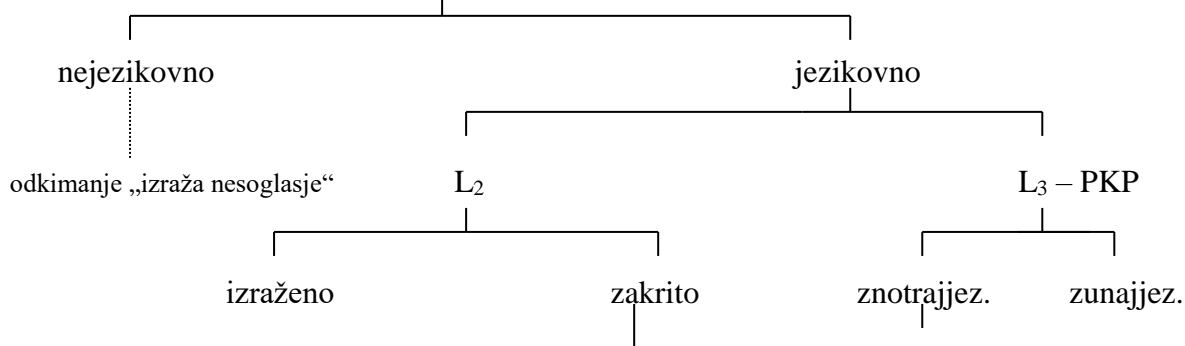 nejezikovno jezikovno
odkimanje „izraža nesoglasje“ L₂ L₃ – PKP
izraženo zakrito znotrajjez. zunajjez.